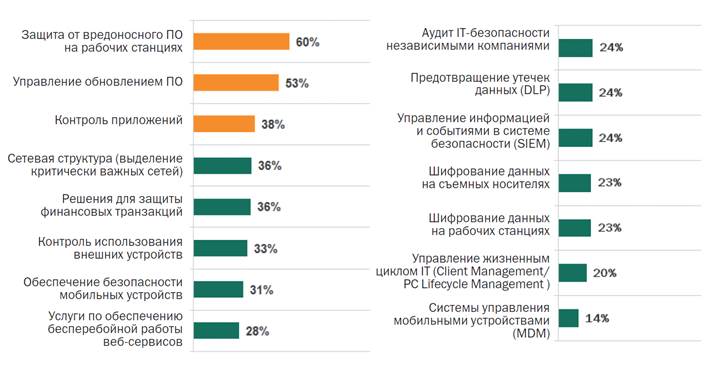 Защита от вредоносного ПО
на рабочих станциях
60%
Управление обновлением ПО
53%
Контроль приложений
38%
Сетевая структура (выделение
критически важных сетей)
36%
Решения для защиты
финансовых транзакций
36%
Контроль использования
внешних устройств
33%
Обеспечение безопасности
мобильных устройств
31%
Услуги по обеспечению
бесперебойной работы
веб-сервисов
28%
Аудит IT-безопасности
независимыми компаниями
24%
Предотвращение утечек
данных (DLP)
24%
Управление информацией
и событиями в системе
безопасности (SIEM)
24%
Шифрование данных
на съемных носителях
23%
Шифрование данных
на рабочих станциях
23%
Управление жизненным
циклом IT (Client Management/
PC Lifecycle Management )
20%
Системы управления
мобильными устройствами
(MDM)
14%